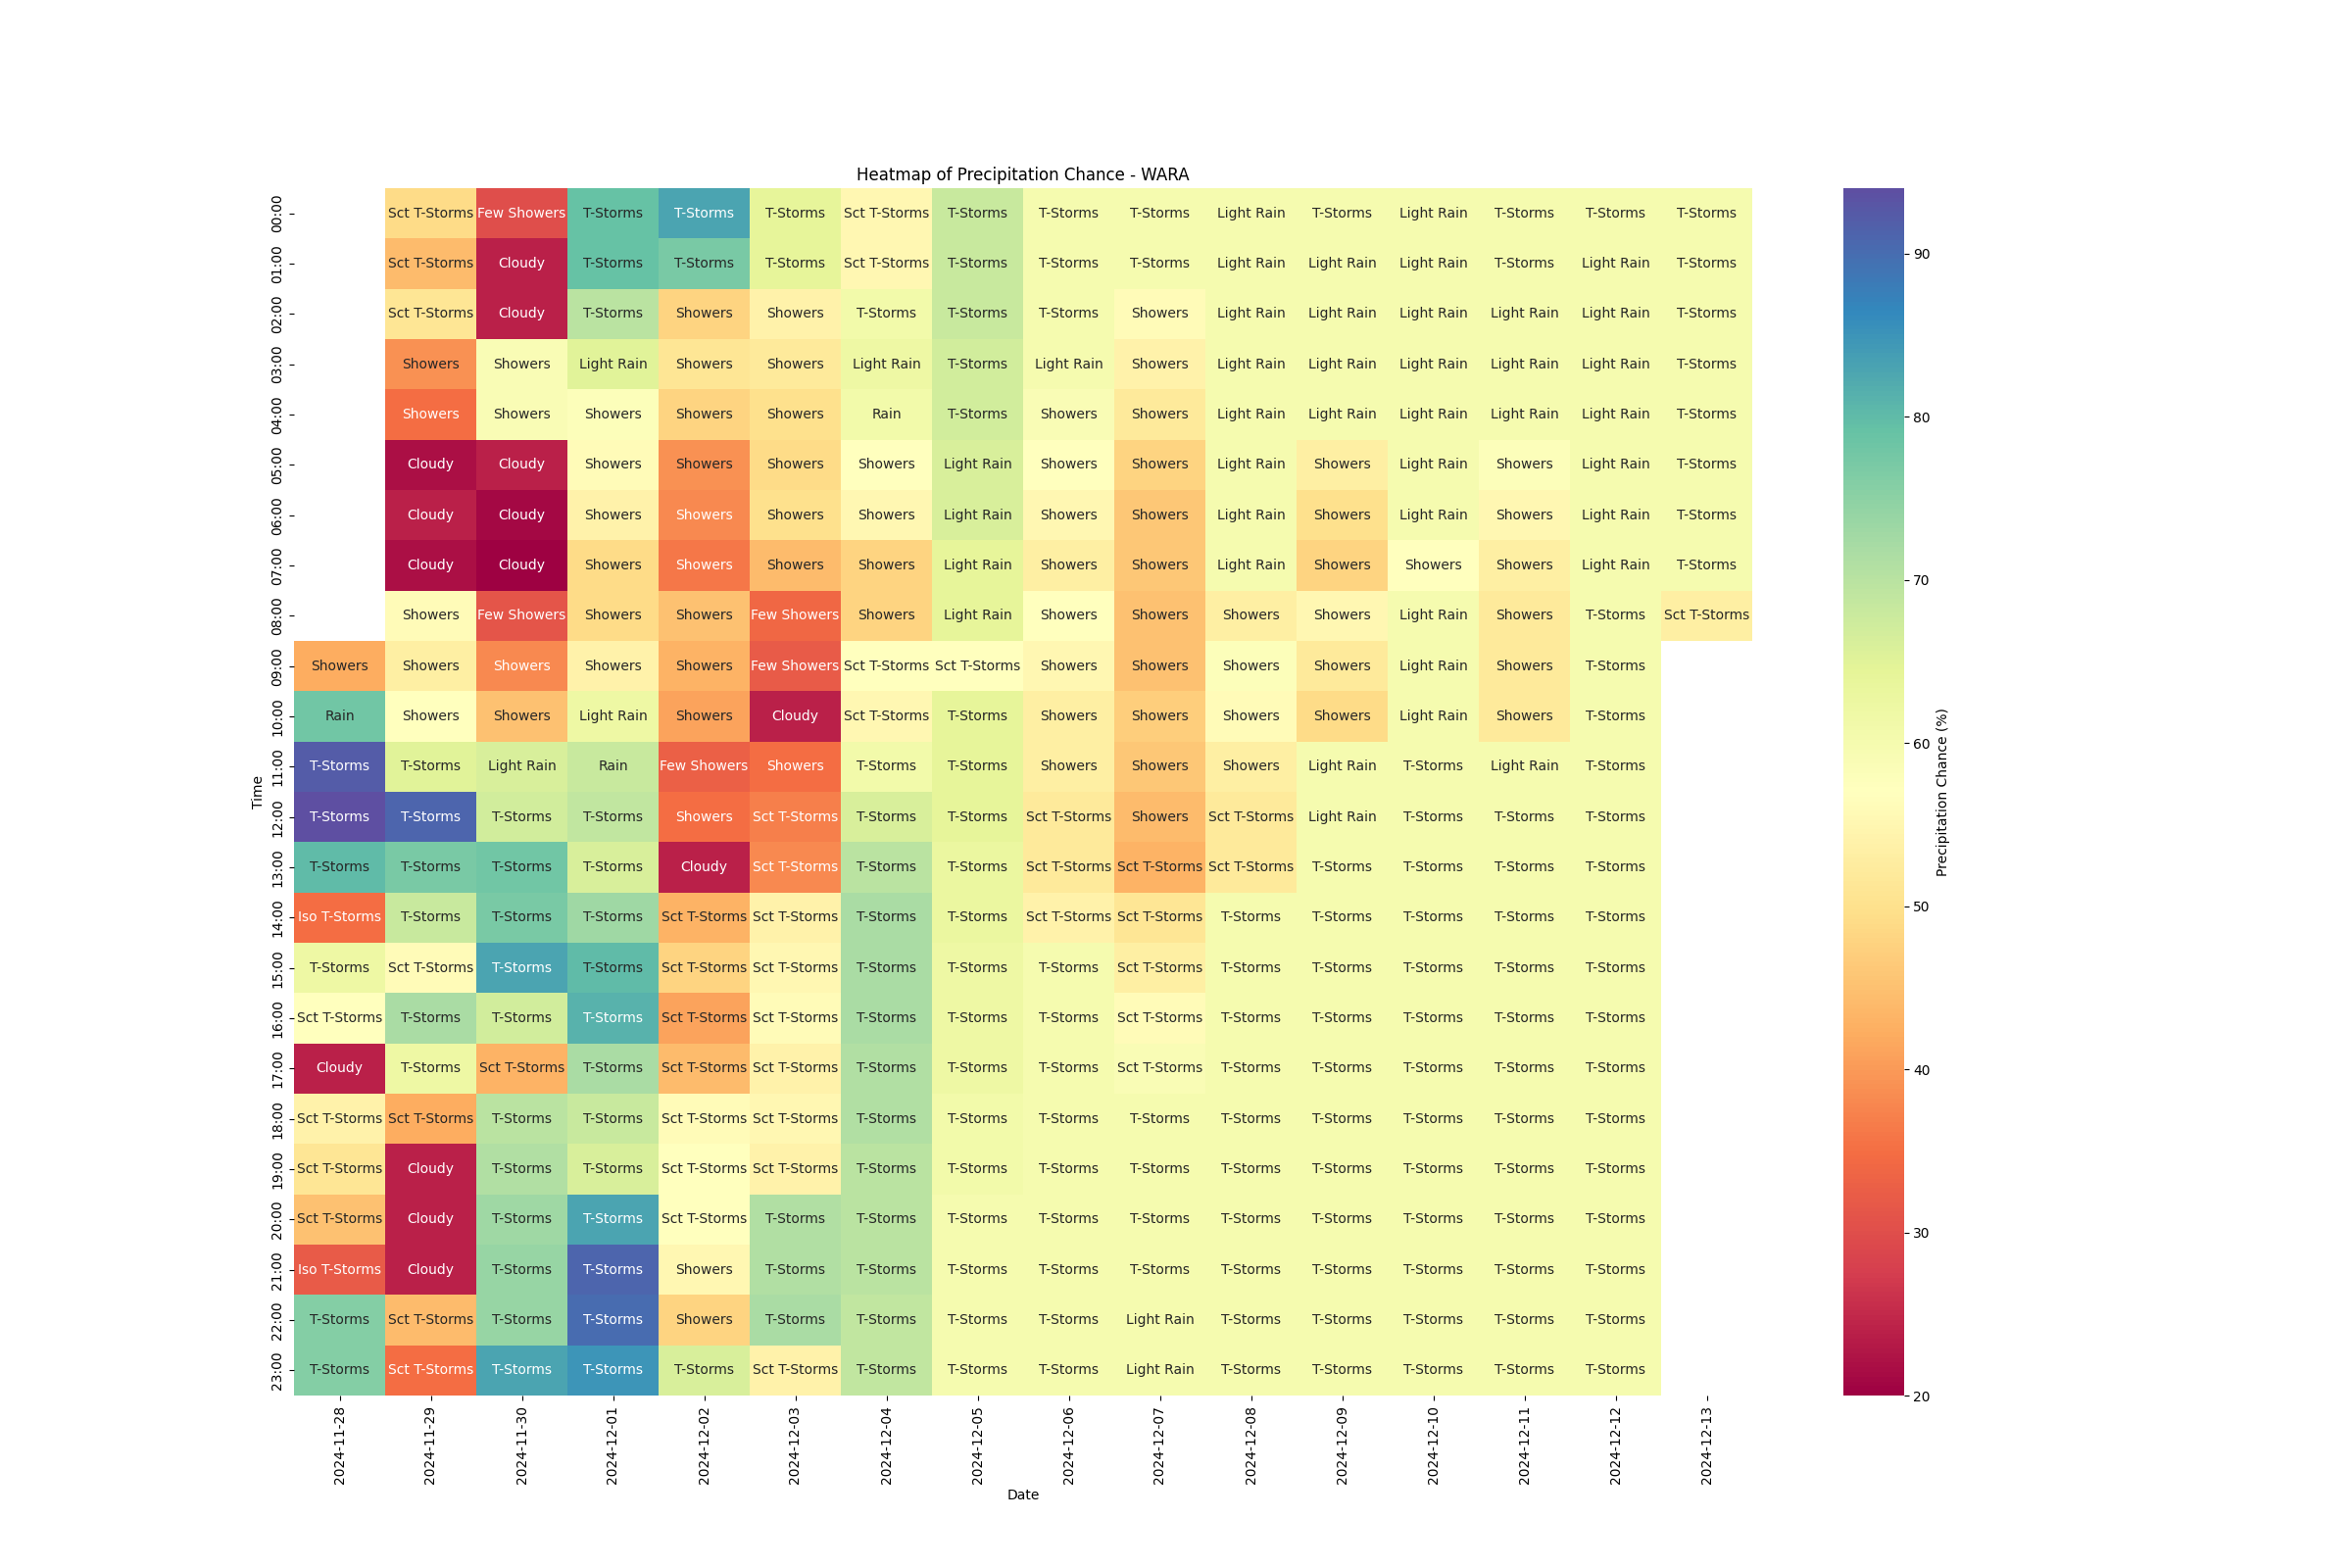 Heatmap of Precipitation Chance - WARA
00:00 Sct T-Storms Few Showers T-Storms T-Storms T-Storms Sct T-Storms T-Storms T-Storms T-Storms Light Rain T-Storms Light Rain T-Storms T-Storms T-Storms
01:00 Sct T-Storms Cloudy T-Storms T-Storms T-Storms Sct T-Storms T-Storms T-Storms T-Storms Light Rain Light Rain Light Rain T-Storms Light Rain T-Storms
02:00 Sct T-Storms Cloudy T-Storms Showers Showers T-Storms T-Storms T-Storms Showers Light Rain Light Rain Light Rain Light Rain Light Rain T-Storms
03:00 Showers Showers Light Rain Showers Showers Light Rain T-Storms Light Rain Showers Light Rain Light Rain Light Rain Light Rain Light Rain T-Storms
04:00 Showers Showers Showers Showers Showers Rain T-Storms Showers Showers Light Rain Light Rain Light Rain Light Rain Light Rain T-Storms
05:00 Cloudy Cloudy Showers Showers Showers Showers Light Rain Showers Showers Light Rain Showers Light Rain Showers Light Rain T-Storms
06:00 Cloudy Cloudy Showers Showers Showers Showers Light Rain Showers Showers Light Rain Showers Light Rain Showers Light Rain T-Storms
07:00 Cloudy Cloudy Showers Showers Showers Showers Light Rain Showers Showers Light Rain Showers Showers Showers Light Rain T-Storms
08:00 Showers Few Showers Showers Showers Few Showers Showers Light Rain Showers Showers Showers Showers Light Rain Showers T-Storms Sct T-Storms
09:00 Showers Showers Showers Showers Showers Few Showers Sct T-Storms Sct T-Storms Showers Showers Showers Showers Light Rain Showers T-Storms
10:00 Rain Showers Showers Light Rain Showers Cloudy Sct T-Storms T-Storms Showers Showers Showers Showers Light Rain Showers T-Storms
11:00 T-Storms T-Storms Light Rain Rain Few Showers Showers T-Storms T-Storms Showers Showers Showers Light Rain T-Storms Light Rain T-Storms
12:00 T-Storms T-Storms T-Storms T-Storms Showers Sct T-Storms T-Storms T-Storms Sct T-Storms Showers Sct T-Storms Light Rain T-Storms T-Storms T-Storms
13:00 T-Storms T-Storms T-Storms T-Storms Cloudy Sct T-Storms T-Storms T-Storms Sct T-Storms Sct T-Storms Sct T-Storms T-Storms T-Storms T-Storms T-Storms
14:00 Iso T-Storms T-Storms T-Storms T-Storms Sct T-Storms Sct T-Storms T-Storms T-Storms Sct T-Storms Sct T-Storms T-Storms T-Storms T-Storms T-Storms T-Storms
15:00 T-Storms Sct T-Storms T-Storms T-Storms Sct T-Storms Sct T-Storms T-Storms T-Storms T-Storms Sct T-Storms T-Storms T-Storms T-Storms T-Storms T-Storms
16:00 Sct T-Storms T-Storms T-Storms T-Storms Sct T-Storms Sct T-Storms T-Storms T-Storms T-Storms Sct T-Storms T-Storms T-Storms T-Storms T-Storms T-Storms
17:00 Cloudy T-Storms Sct T-Storms T-Storms Sct T-Storms Sct T-Storms T-Storms T-Storms T-Storms Sct T-Storms T-Storms T-Storms T-Storms T-Storms T-Storms
18:00 Sct T-Storms Sct T-Storms T-Storms T-Storms Sct T-Storms Sct T-Storms T-Storms T-Storms T-Storms T-Storms T-Storms T-Storms T-Storms T-Storms T-Storms
19:00 Sct T-Storms Cloudy T-Storms T-Storms Sct T-Storms Sct T-Storms T-Storms T-Storms T-Storms T-Storms T-Storms T-Storms T-Storms T-Storms T-Storms
20:00 Sct T-Storms Cloudy T-Storms T-Storms Sct T-Storms T-Storms T-Storms T-Storms T-Storms T-Storms T-Storms T-Storms T-Storms T-Storms T-Storms
21:00 Iso T-Storms Cloudy T-Storms T-Storms Showers T-Storms T-Storms T-Storms T-Storms T-Storms T-Storms T-Storms T-Storms T-Storms T-Storms
22:00 T-Storms Sct T-Storms T-Storms T-Storms Showers T-Storms T-Storms T-Storms T-Storms Light Rain T-Storms T-Storms T-Storms T-Storms T-Storms
23:00 T-Storms Sct T-Storms T-Storms T-Storms T-Storms Sct T-Storms T-Storms T-Storms T-Storms Light Rain T-Storms T-Storms T-Storms T-Storms T-Storms
2024-11-28 2024-11-29 2024-11-30 2024-12-01 2024-12-02 2024-12-03 2024-12-04 2024-12-05 2024-12-06 2024-12-07 2024-12-08 2024-12-09 2024-12-10 2024-12-11 2024-12-12 2024-12-13
Date
Time
90
80
70
60
50
40
30
20
Precipitation Chance (%)